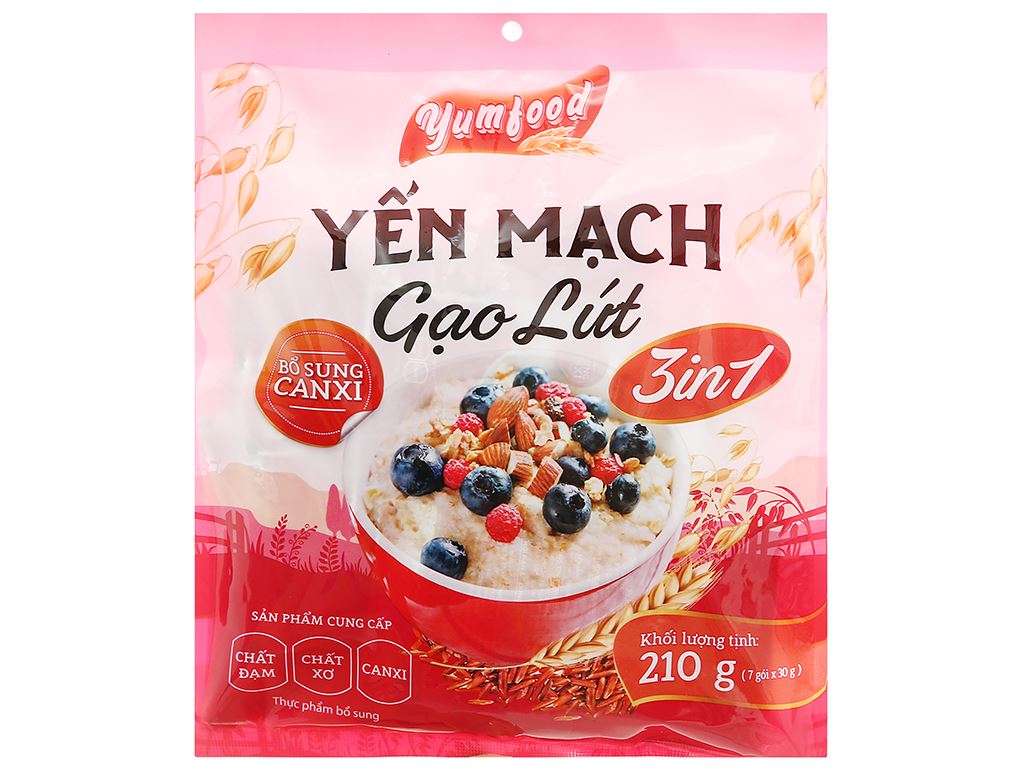 Yumfood
YẾN MẠCH
Gạo Lứt
3in1
BỔ SUNG
CANXI
SẢN PHẨM CUNG CẤP
CHẤT
ĐẠM
CHẤT
XƠ
CANXI
Thực phẩm bổ sung
Khối lượng tịnh:
210 g (7 gói x 30 g)